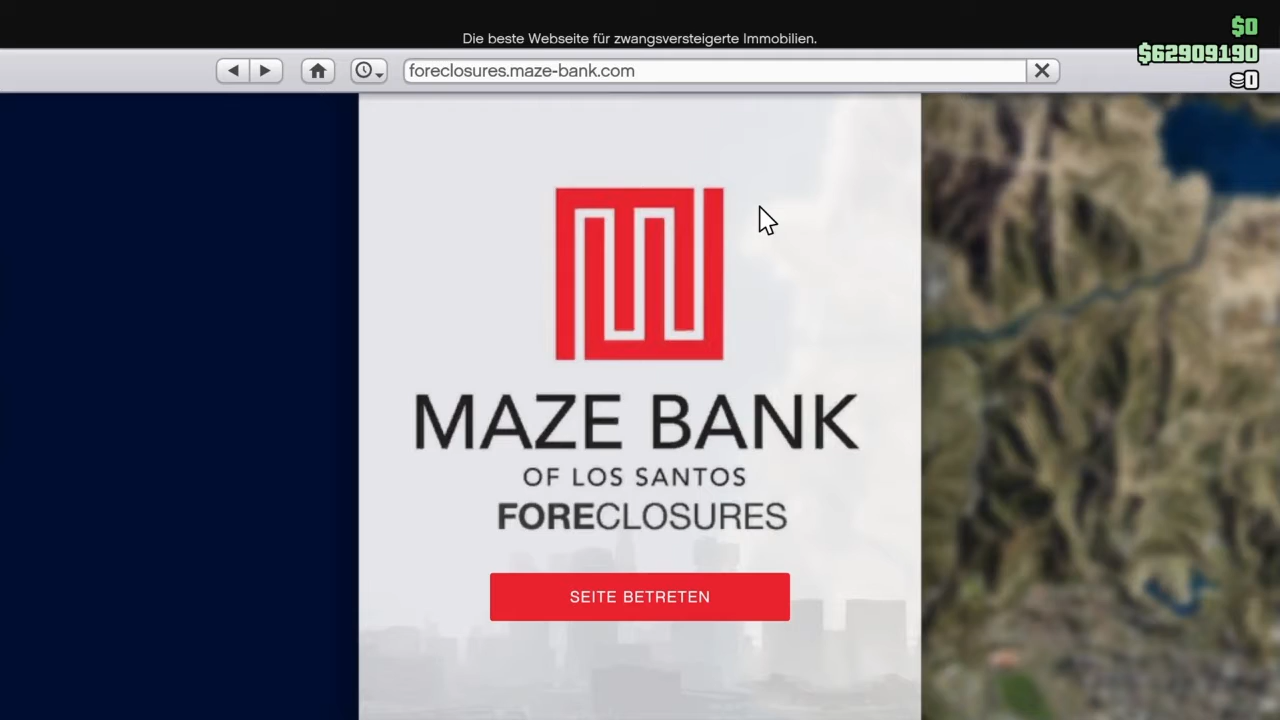 Die beste Webseite für zwangsversteigerte Immobilien.
$0
$62909190
0
foreclosures.maze-bank.com
MAZE BANK
OF LOS SANTOS
FORECLOSURES
SEITE BETRETEN